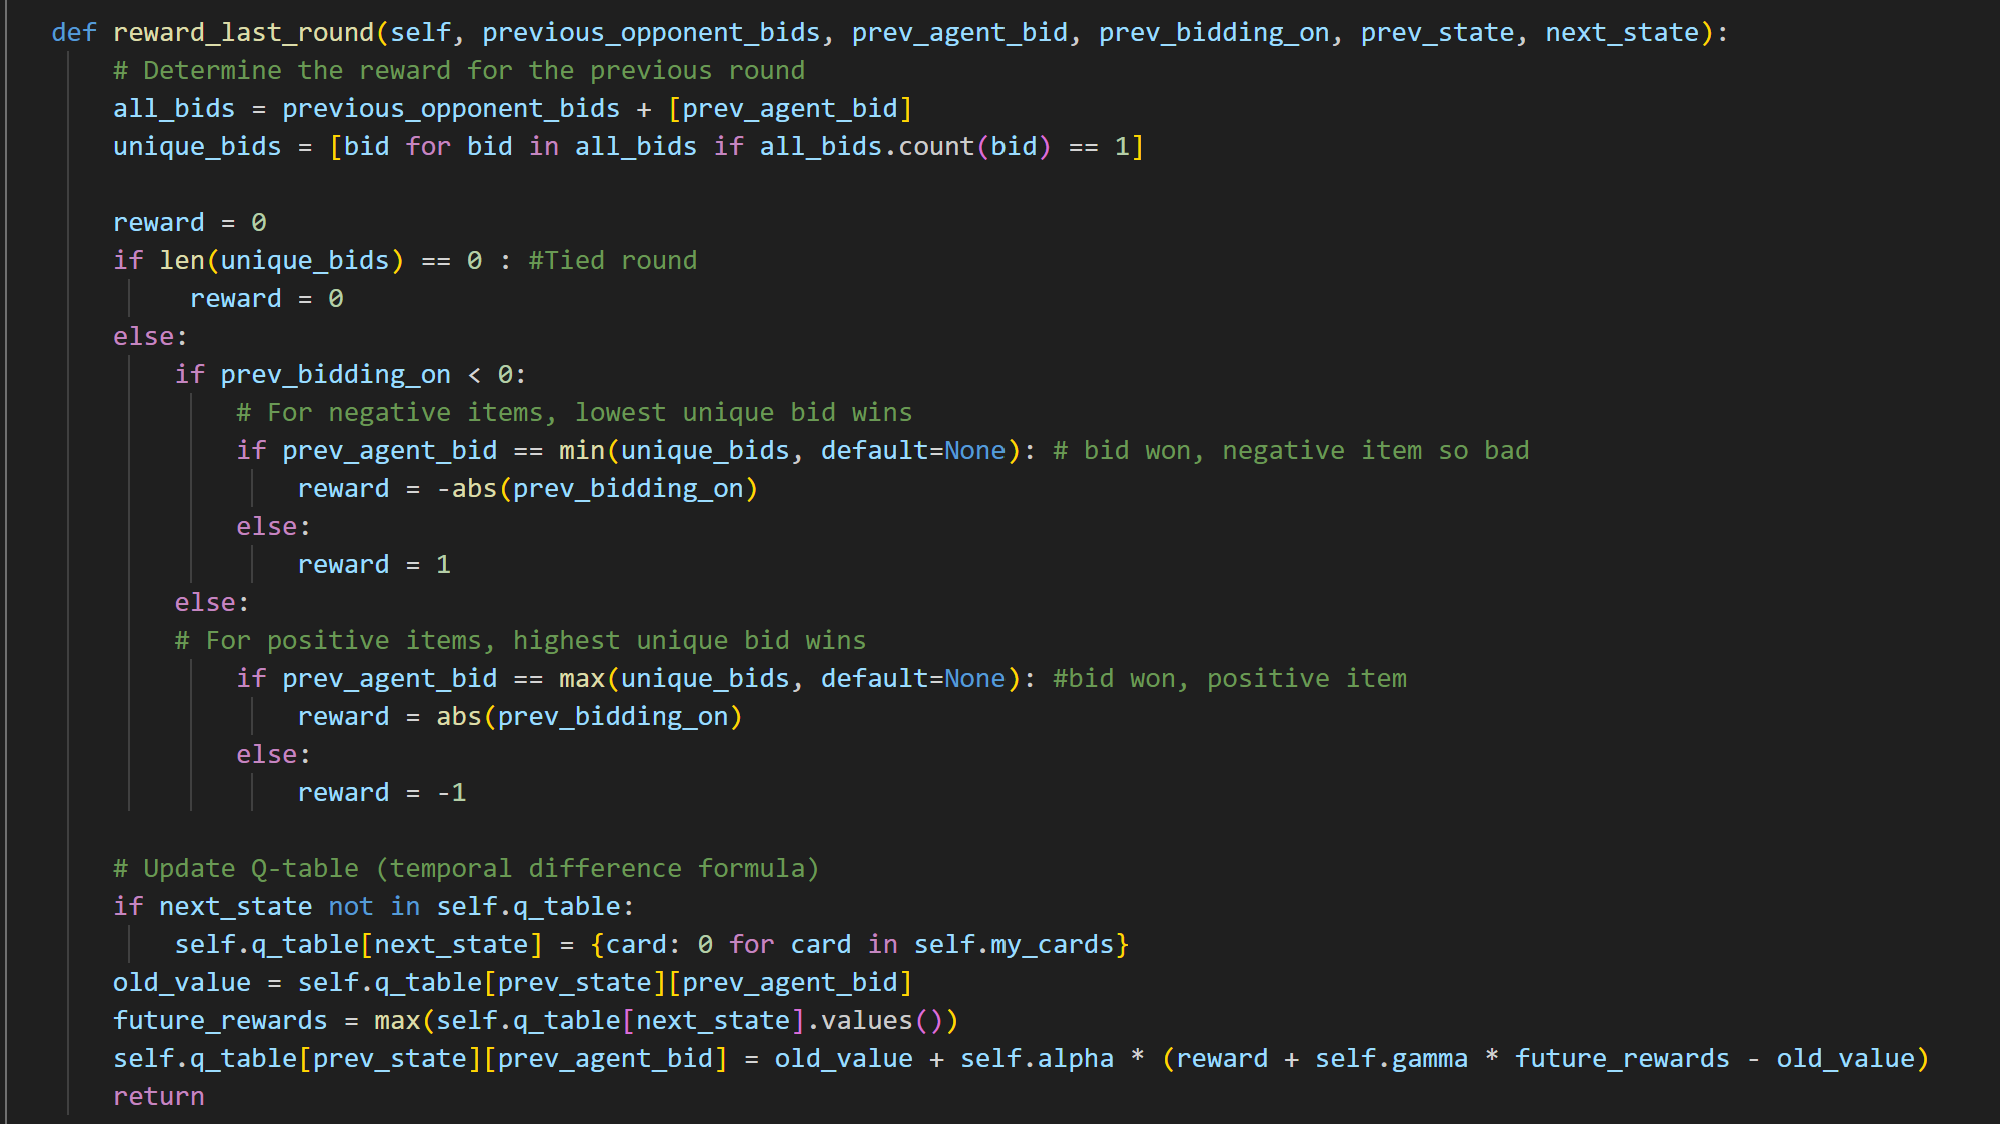 def reward_last_round(self, previous_opponent_bids, prev_agent_bid, prev_bidding_on, prev_state, next_state):
    # Determine the reward for the previous round
    all_bids = previous_opponent_bids + [prev_agent_bid]
    unique_bids = [bid for bid in all_bids if all_bids.count(bid) == 1]

    reward = 0
    if len(unique_bids) == 0 : #Tied round
         reward = 0
    else:
        if prev_bidding_on < 0:
            # For negative items, lowest unique bid wins
            if prev_agent_bid == min(unique_bids, default=None): # bid won, negative item so bad
                reward = -abs(prev_bidding_on)
            else:
                reward = 1
        else:
        # For positive items, highest unique bid wins
            if prev_agent_bid == max(unique_bids, default=None): #bid won, positive item
                reward = abs(prev_bidding_on)
            else:
                reward = -1

    # Update Q-table (temporal difference formula)
    if next_state not in self.q_table:
        self.q_table[next_state] = {card: 0 for card in self.my_cards}
    old_value = self.q_table[prev_state][prev_agent_bid]
    future_rewards = max(self.q_table[next_state].values())
    self.q_table[prev_state][prev_agent_bid] = old_value + self.alpha * (reward + self.gamma * future_rewards - old_value)
    return